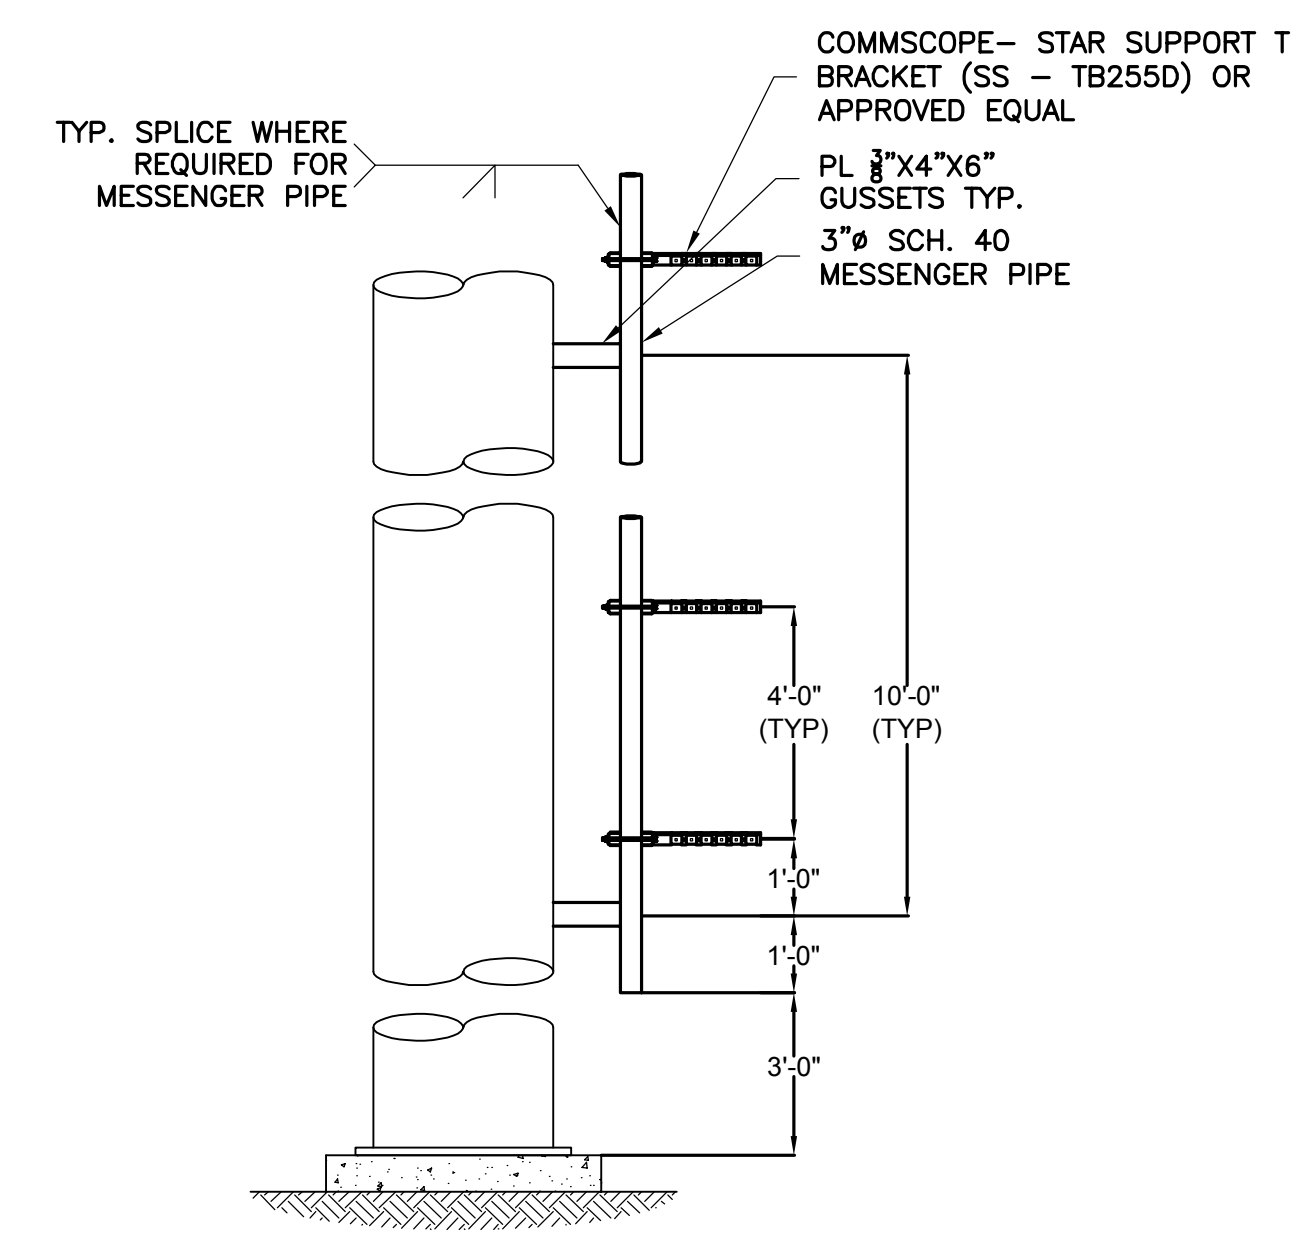 COMMSCOPE– STAR SUPPORT T
BRACKET (SS – TB255D) OR
APPROVED EQUAL
TYP. SPLICE WHERE
REQUIRED FOR
MESSENGER PIPE
PL 3/8”X4”X6”
GUSSETS TYP.
3”ø SCH. 40
MESSENGER PIPE
4'-0"
(TYP)
10'-0"
(TYP)
1'-0"
1'-0"
3'-0"